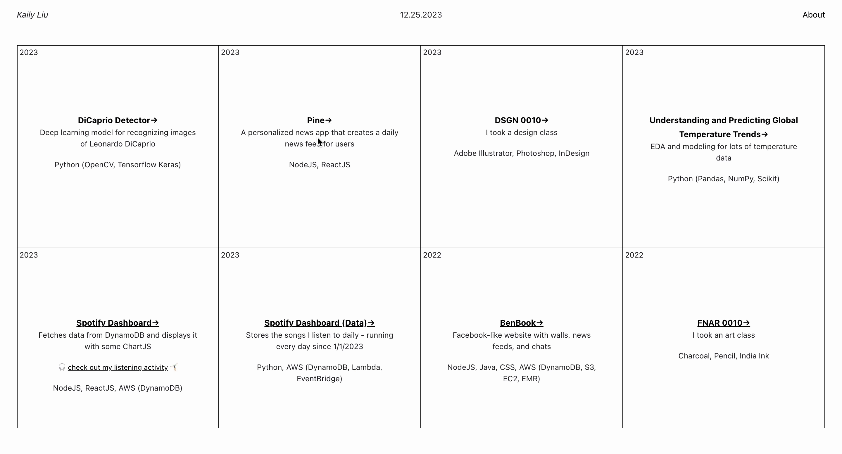 Kaily Liu
12.25.2023
About
2023
DiCaprio Detector→
Deep learning model for recognizing images
of Leonardo DiCaprio
Python (OpenCV, Tensorflow Keras)
2023
Pine→
A personalized news app that creates a daily
news feed for users
NodeJS, ReactJS
2023
DSGN 0010→
I took a design class
Adobe Illustrator, Photoshop, InDesign
2023
Understanding and Predicting Global
Temperature Trends→
EDA and modeling for lots of temperature
data
Python (Pandas, NumPy, Scikit)
2023
Spotify Dashboard→
Fetches data from DynamoDB and displays it
with some ChartJS
check out my listening activity
NodeJS, ReactJS, AWS (DynamoDB)
2023
Spotify Dashboard (Data)→
Stores the songs I listen to daily - running
every day since 1/1/2023
Python, AWS (DynamoDB, Lambda,
EventBridge)
2022
BenBook→
Facebook-like website with walls, news
feeds, and chats
NodeJS, Java, CSS, AWS (DynamoDB, S3,
EC2, EMR)
2022
FNAR 0010→
I took an art class
Charcoal, Pencil, India Ink